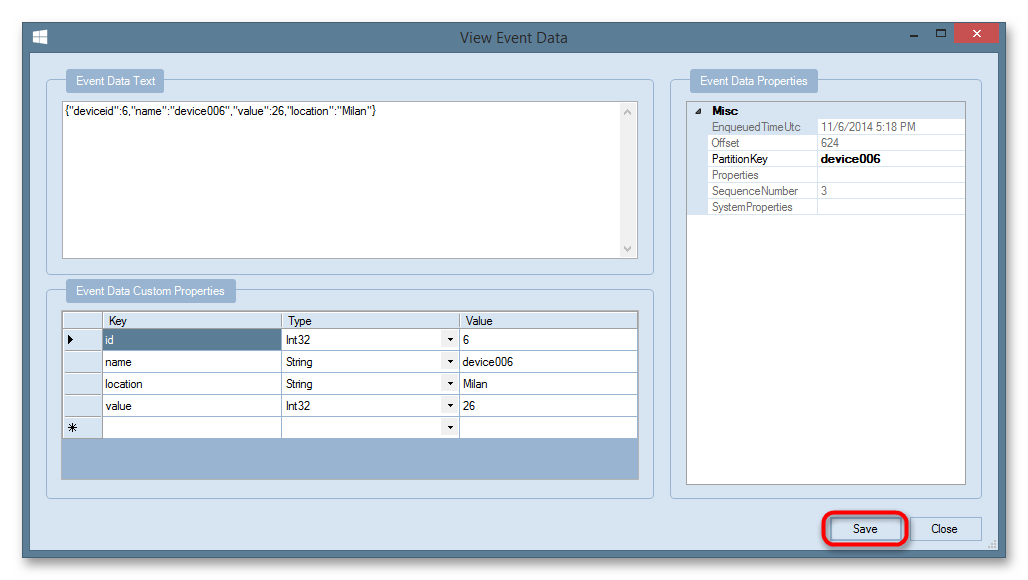 View Event Data
Event Data Text
{"deviceid":6,"name":"device006","value":26,"location":"Milan"}
Event Data Custom Properties
Key Type Value
id Int32 6
name String device006
location String Milan
value Int32 26
Event Data Properties
Misc
EnqueuedTimeUtc 11/6/2014 5:18 PM
Offset 624
PartitionKey device006
Properties
SequenceNumber 3
SystemProperties
Save Close